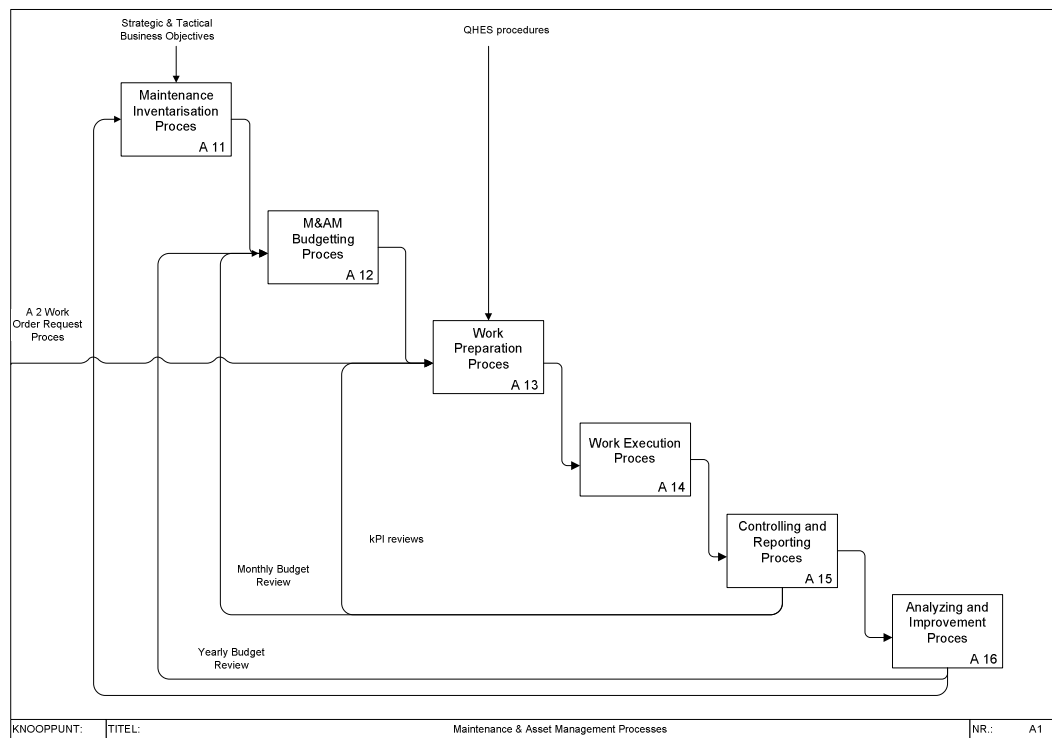 Strategic & Tactical
Business Objectives
QHES procedures
Maintenance
Inventarisation
Proces
A 11
M&AM
Budgetting
Proces
A 12
A 2 Work
Order Request
Proces
Work
Preparation
Proces
A 13
Work Execution
Proces
A 14
kPI reviews
Controlling and
Reporting
Proces
A 15
Monthly Budget
Review
Analyzing and
Improvement
Proces
A 16
Yearly Budget
Review
KNOOPPUNT:
TITEL:
Maintenance & Asset Management Processes
NR.:
A1